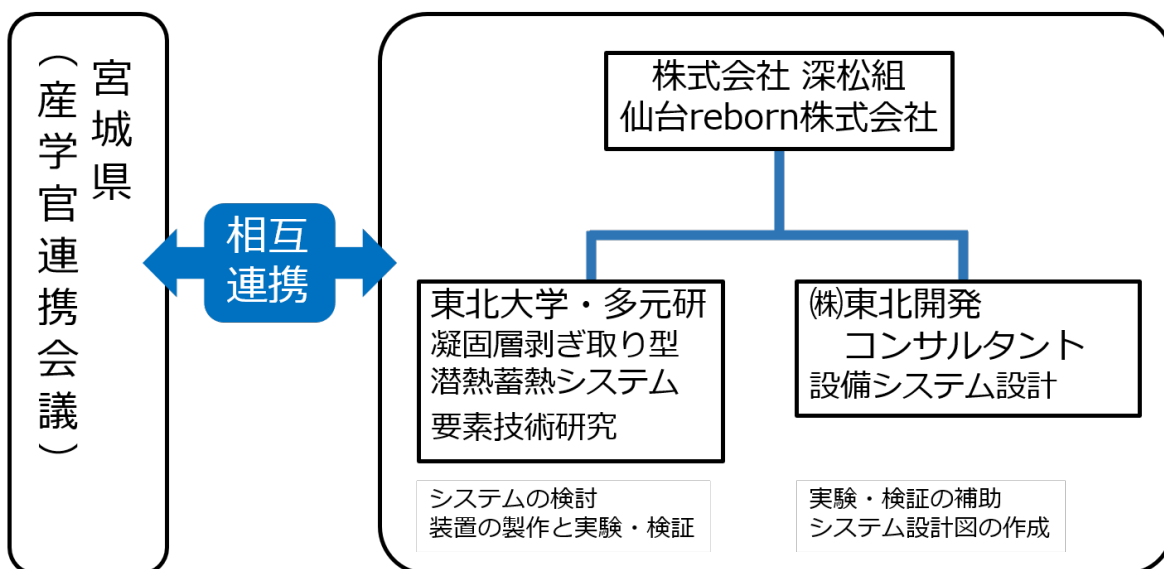 宮城県
（産学官連携会議）
相互
連携
株式会社 深松組
仙台reborn株式会社
東北大学・多元研
凝固層剥ぎ取り型
潜熱蓄熱システム
要素技術研究
㈱東北開発
コンサルタント
設備システム設計
システムの検討
装置の製作と実験・検証
実験・検証の補助
システム設計図の作成